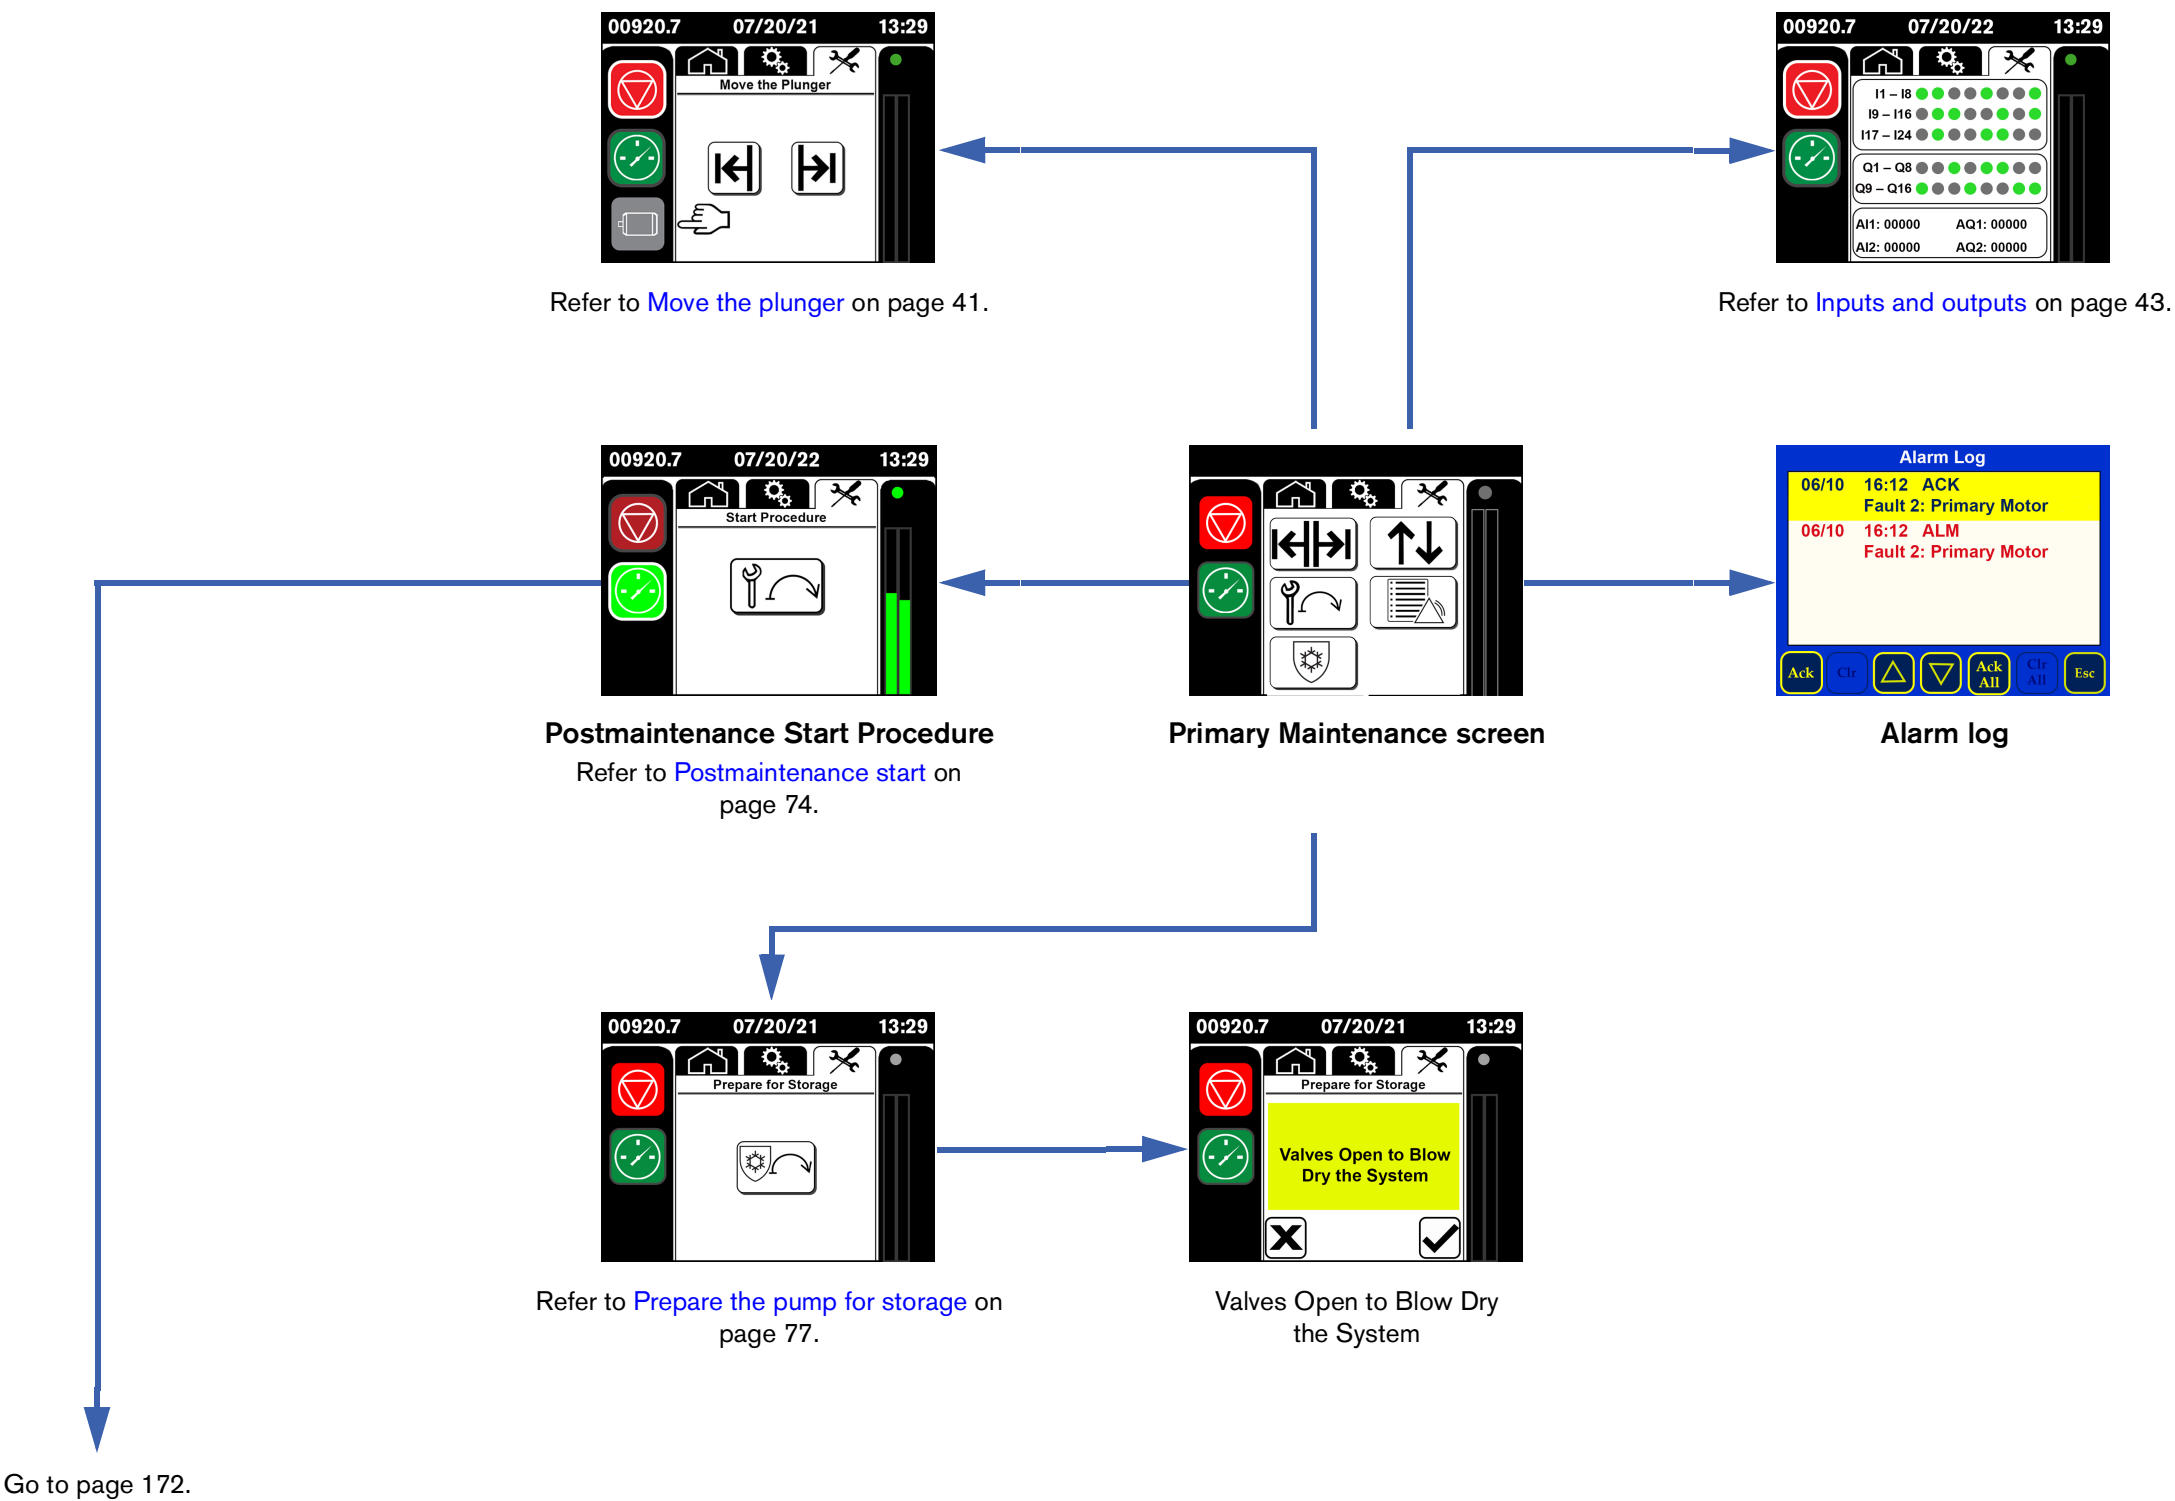 00920.7 07/20/21 13:29
Move the Plunger
Refer to Move the plunger on page 41.
00920.7 07/20/22 13:29
I1 – I8
I9 – I16
I17 – I24
Q1 – Q8
Q9 – Q16
AI1: 00000 AQ1: 00000
AI2: 00000 AQ2: 00000
Refer to Inputs and outputs on page 43.
00920.7 07/20/22 13:29
Start Procedure
Postmaintenance Start Procedure
Refer to Postmaintenance start on
page 74.
Primary Maintenance screen
Alarm Log
06/10 16:12 ACK
Fault 2: Primary Motor
06/10 16:12 ALM
Fault 2: Primary Motor
Ack Clr Ack All Clr All Esc
Alarm log
00920.7 07/20/21 13:29
Prepare for Storage
Refer to Prepare the pump for storage on
page 77.
00920.7 07/20/21 13:29
Prepare for Storage
Valves Open to Blow
Dry the System
Valves Open to Blow Dry
the System
Go to page 172.